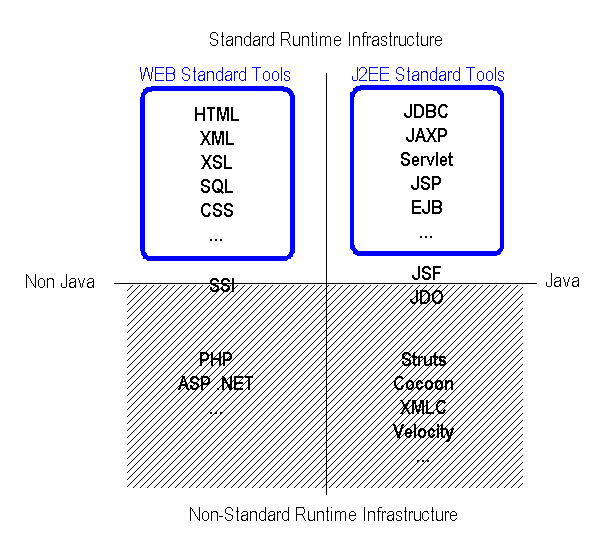 Standard Runtime Infrastructure
WEB Standard Tools
J2EE Standard Tools
HTML
XML
XSL
SQL
CSS
...
JDBC
JAXP
Servlet
JSP
EJB
...
Non Java
SSI
JSF
JDO
Java
PHP
ASP .NET
...
Struts
Cocoon
XMLC
Velocity
...
Non-Standard Runtime Infrastructure